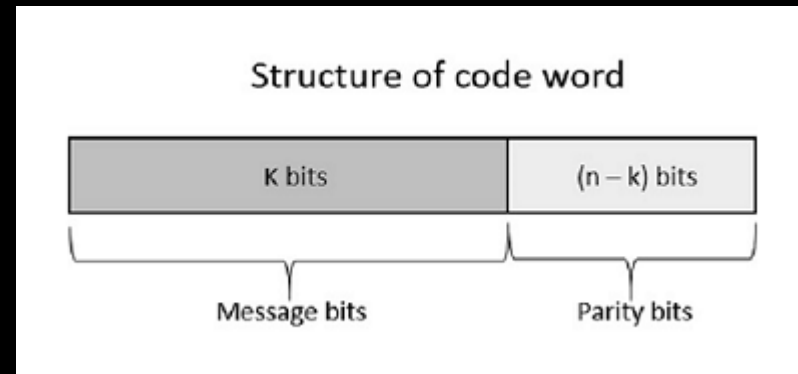 Structure of code word
K bits
(n – k) bits
Message bits
Parity bits